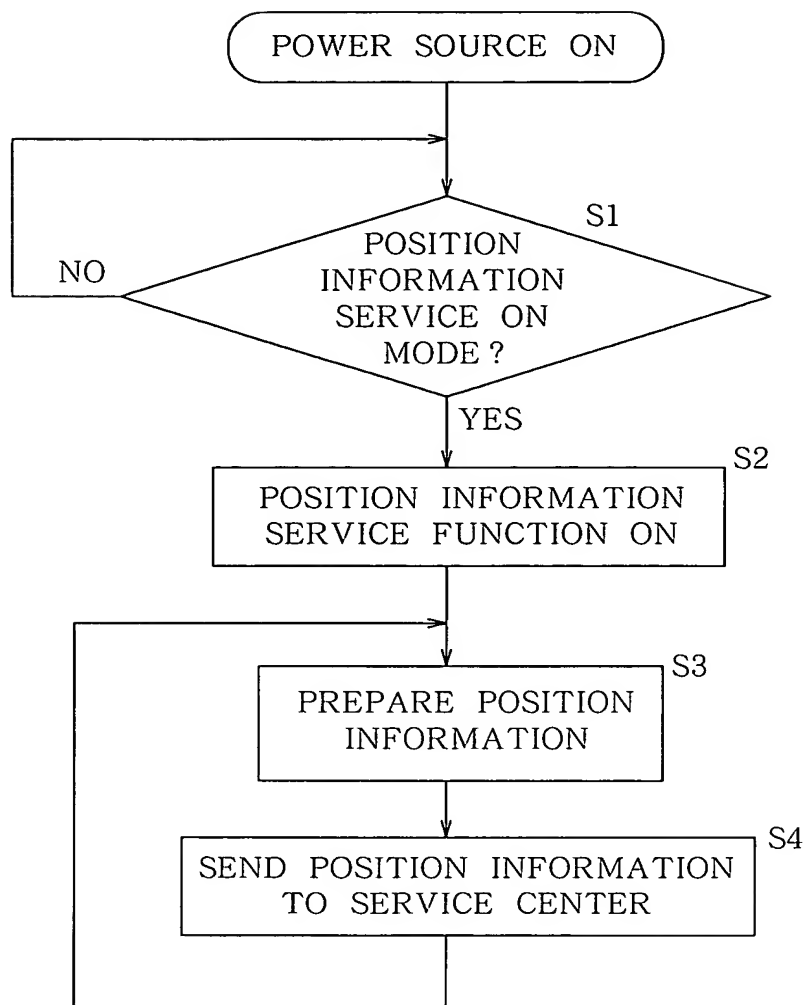 POWER SOURCE ON
S1
POSITION
INFORMATION
SERVICE ON
MODE ?
NO
YES
S2
POSITION INFORMATION
SERVICE FUNCTION ON
S3
PREPARE POSITION
INFORMATION
S4
SEND POSITION INFORMATION
TO SERVICE CENTER